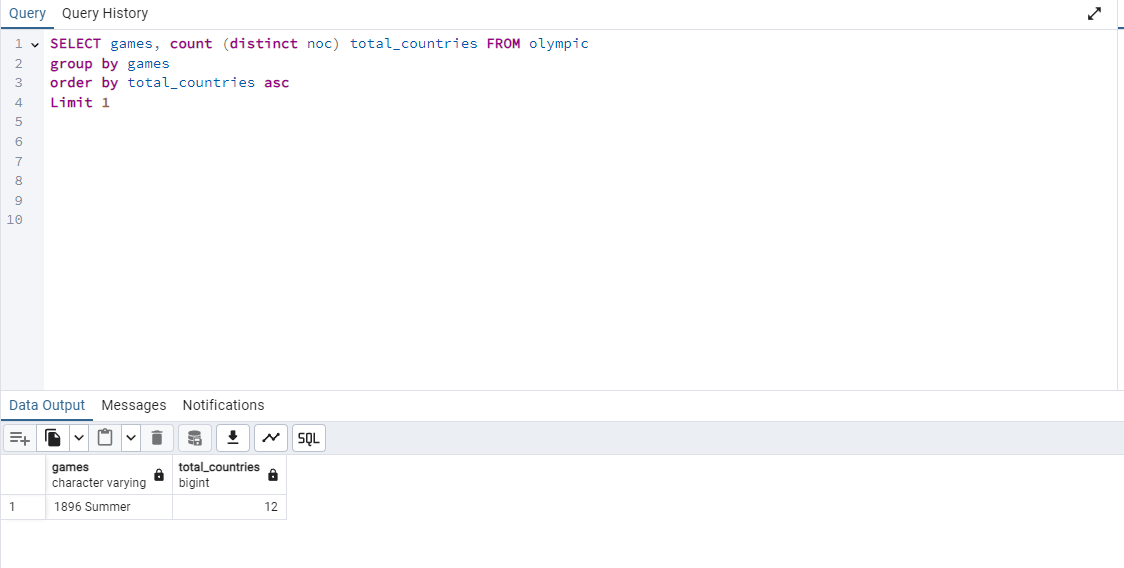 Query Query History
1 SELECT games, count (distinct noc) total_countries FROM olympic
2 group by games
3 order by total_countries asc
4 Limit 1
5
6
7
8
9
10
Data Output Messages Notifications
SQL
games total_countries
character varying bigint
1 1896 Summer 12